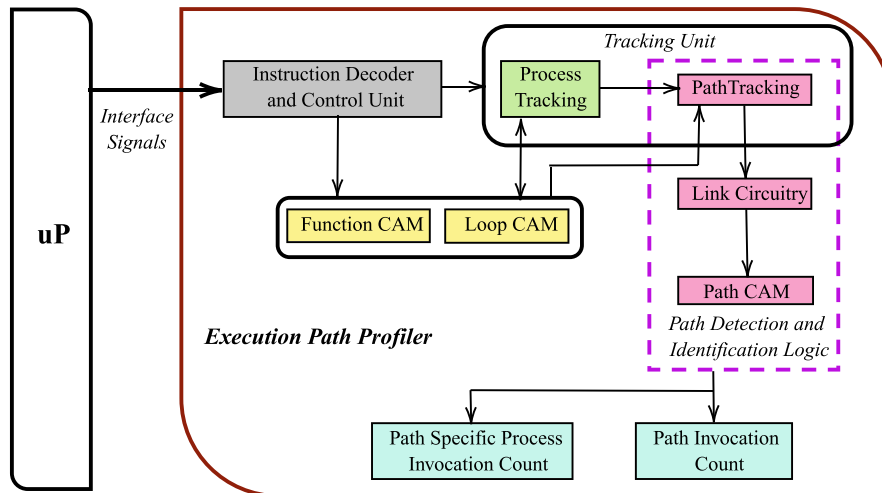 uP
Interface
Signals
Instruction Decoder
and Control Unit
Tracking Unit
Process
Tracking
PathTracking
Function CAM
Loop CAM
Link Circuitry
Path CAM
Path Detection and
Identification Logic
Execution Path Profiler
Path Specific Process
Invocation Count
Path Invocation
Count